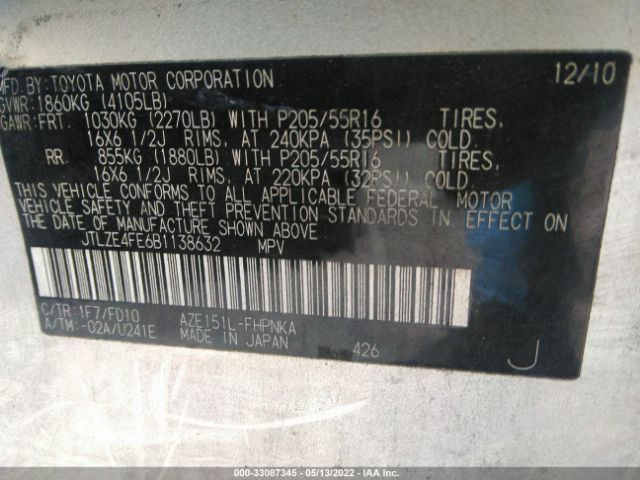 MFD.BY:TOYOTA MOTOR CORPORATION 12/10
GVWR:1860KG (4105LB)
GAWR:FRT. 1030KG (2270LB) WITH P205/55R16 TIRES,
16X6 1/2J RIMS, AT 240KPA (35PSI) COLD.
RR. 855KG (1880LB) WITH P205/55R16 TIRES,
16X6 1/2J RIMS, AT 220KPA (32PSI) COLD.
THIS VEHICLE CONFORMS TO ALL APPLICABLE FEDERAL MOTOR
VEHICLE SAFETY AND THEFT PREVENTION STANDARDS IN EFFECT ON
THE DATE OF MANUFACTURE SHOWN ABOVE
JTLZE4FE6B1138632 MPV
C/TR:1F7/FD10 AZE151L-FHPNKA
A/TM:-02A/U241E MADE IN JAPAN 426 J
000-33087345 - 05/13/2022 - IAA Inc.